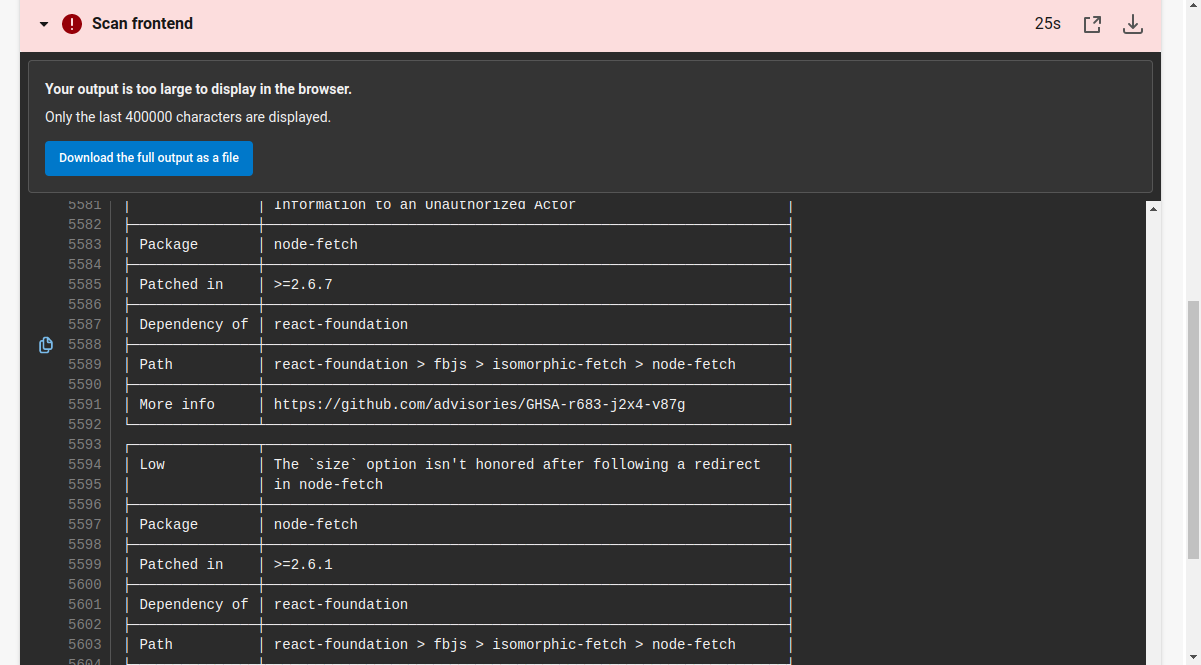 Scan frontend 25s
Your output is too large to display in the browser.
Only the last 400000 characters are displayed.
Download the full output as a file
5581 Information to an Unauthorized Actor
5582
5583 Package node-fetch
5584
5585 Patched in >=2.6.7
5586
5587 Dependency of react-foundation
5588
5589 Path react-foundation > fbjs > isomorphic-fetch > node-fetch
5590
5591 More info https://github.com/advisories/GHSA-r683-j2x4-v87g
5592
5593
5594 Low The `size` option isn't honored after following a redirect
5595 in node-fetch
5596
5597 Package node-fetch
5598
5599 Patched in >=2.6.1
5600
5601 Dependency of react-foundation
5602
5603 Path react-foundation > fbjs > isomorphic-fetch > node-fetch
5604